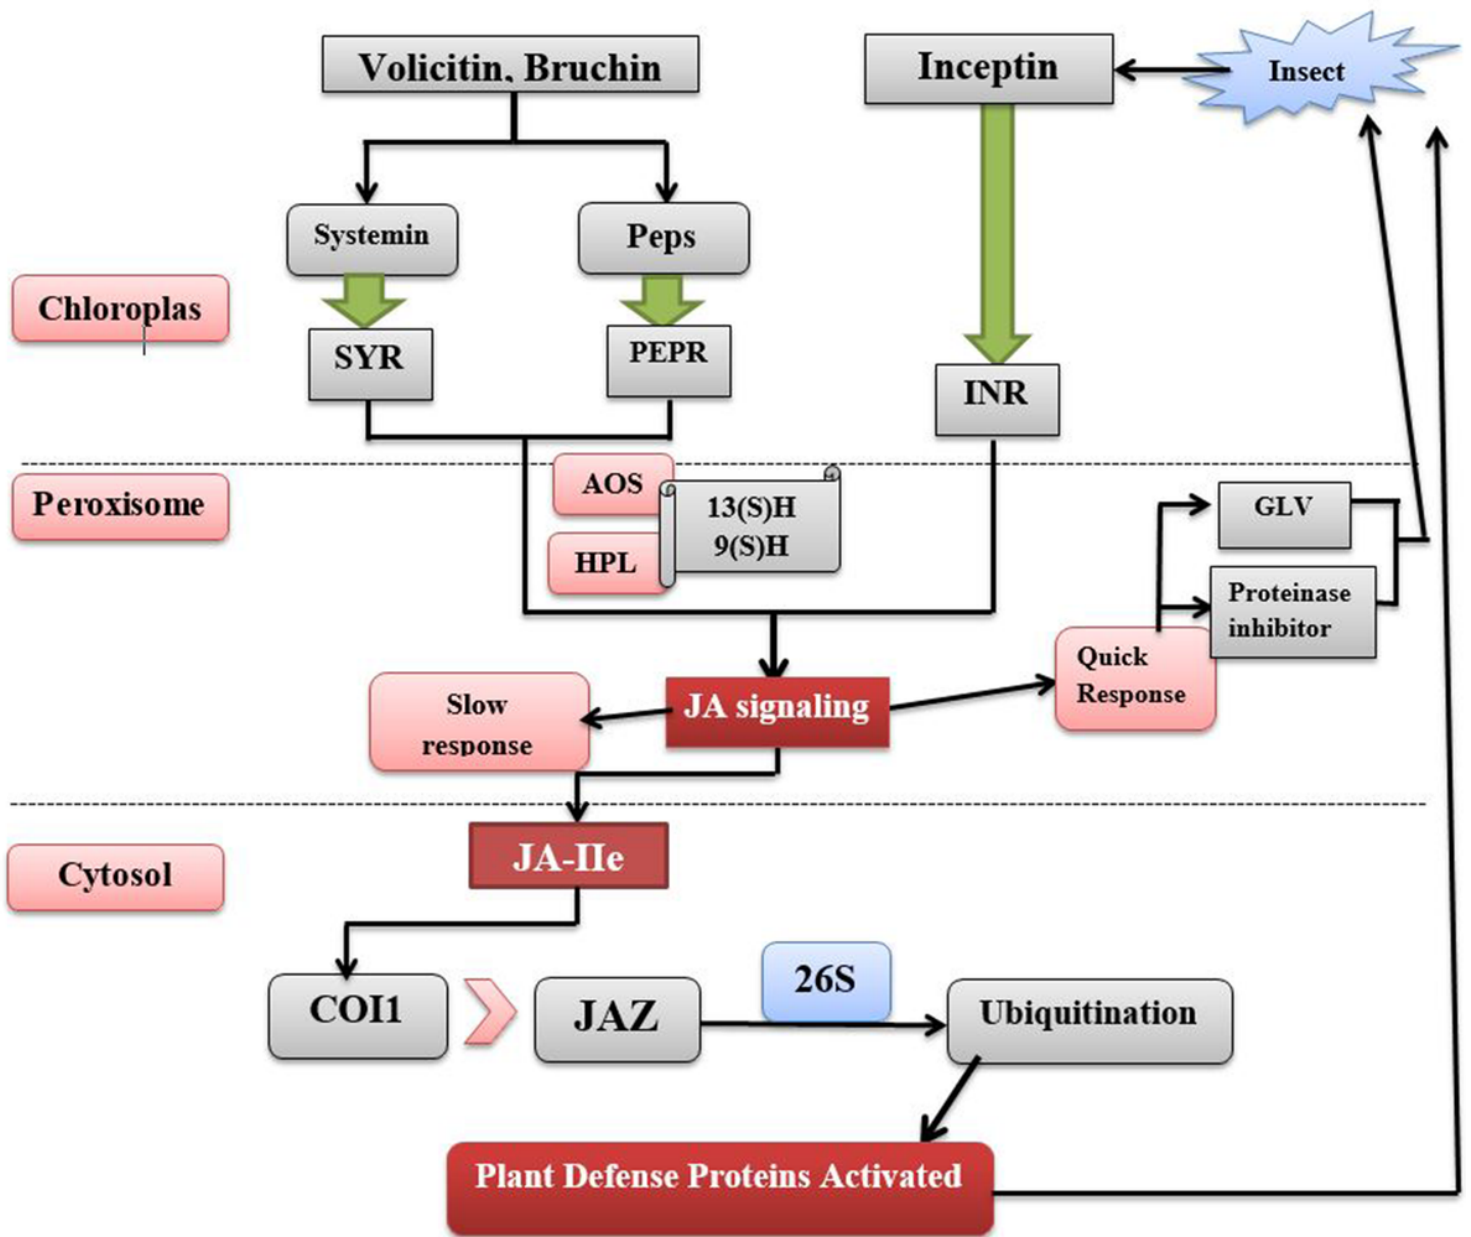 Volicitin, Bruchin
Inceptin
Insect
Systemin
Peps
Chloroplas
SYR
PEPR
INR
Peroxisome
AOS
HPL
13(S)H
9(S)H
GLV
Proteinase
inhibitor
Quick
Response
Slow
response
JA signaling
JA-IIe
Cytosol
COI1
JAZ
26S
Ubiquitination
Plant Defense Proteins Activated